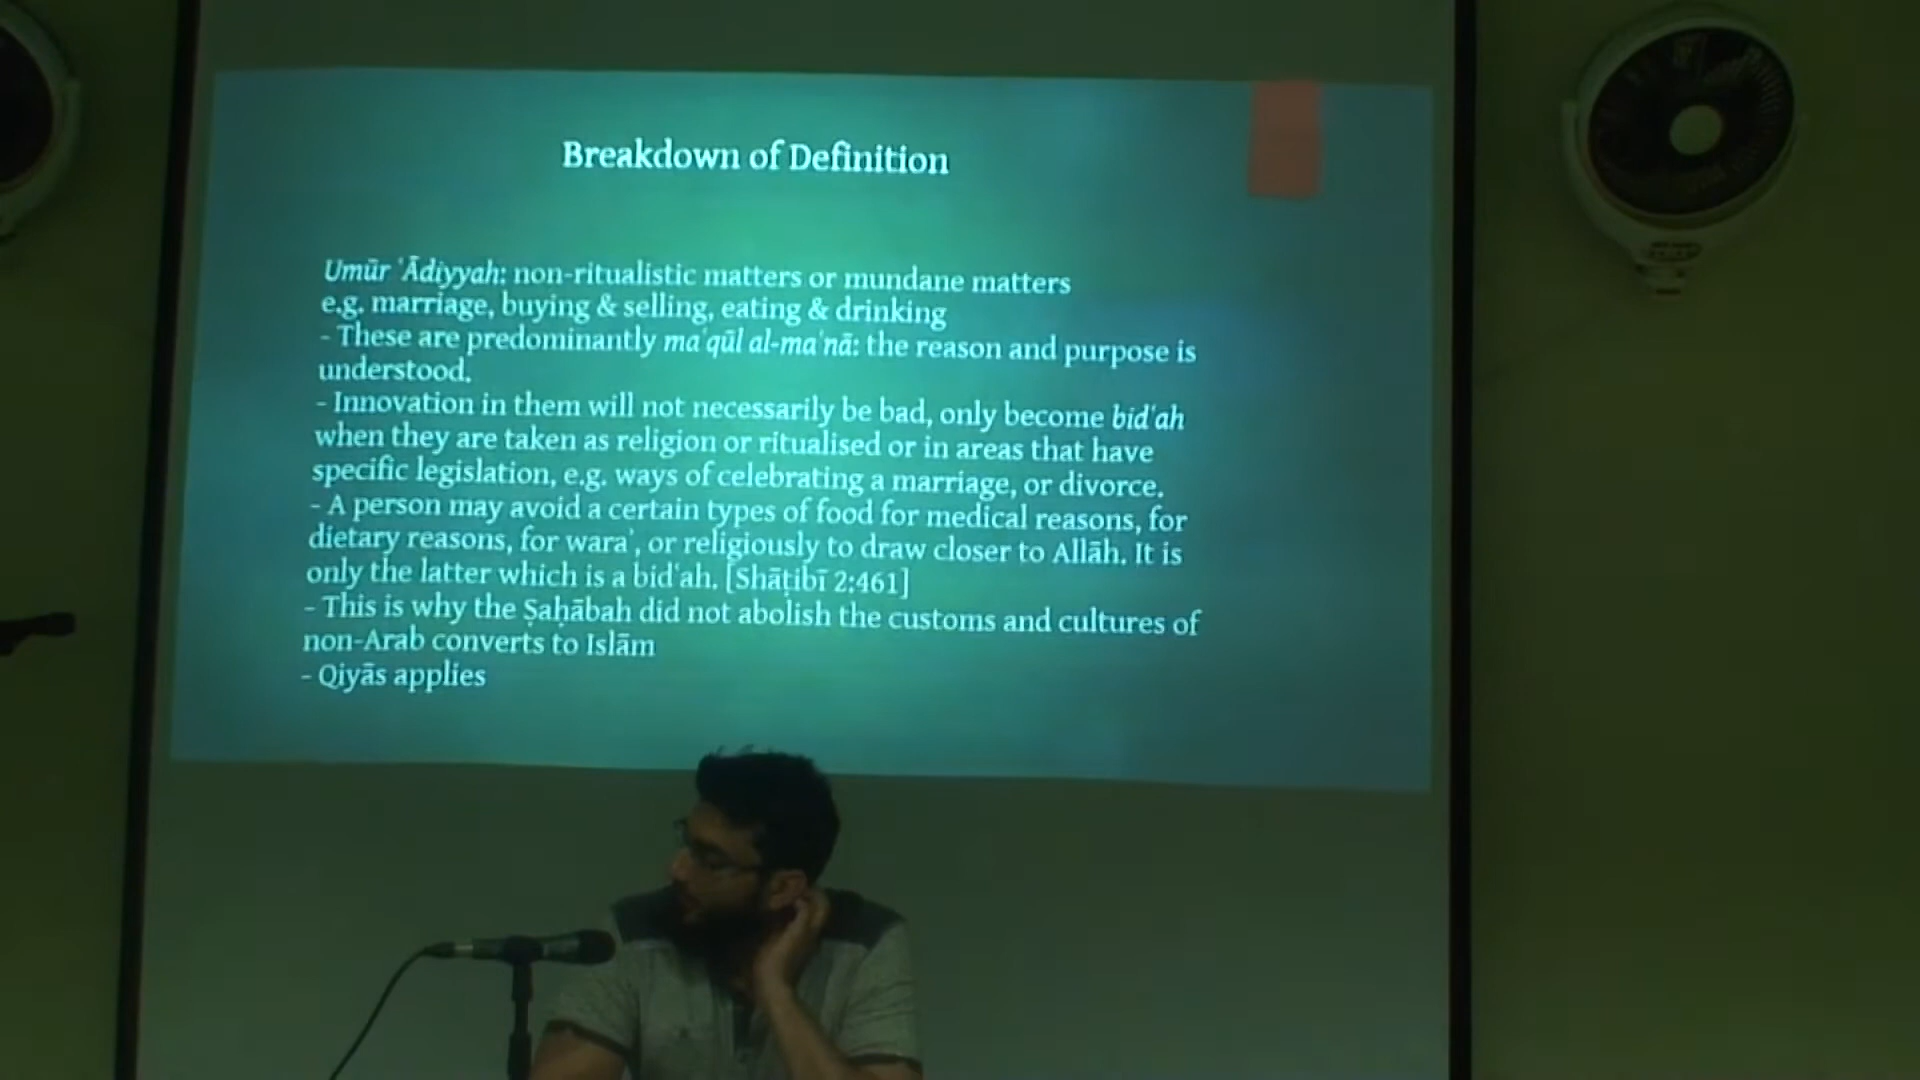 Breakdown of Definition
Umūr ʿĀdiyyah: non-ritualistic matters or mundane matters
e.g. marriage, buying & selling, eating & drinking
- These are predominantly maʿqūl al-maʿnā: the reason and purpose is
understood.
- Innovation in them will not necessarily be bad, only become bidʿah
when they are taken as religion or ritualised or in areas that have
specific legislation, e.g. ways of celebrating a marriage, or divorce.
- A person may avoid a certain types of food for medical reasons, for
dietary reasons, for waraʿ, or religiously to draw closer to Allāh. It is
only the latter which is a bidʿah. [Shāṭibī 2:461]
- This is why the Ṣaḥābah did not abolish the customs and cultures of
non-Arab converts to Islām
- Qiyās applies